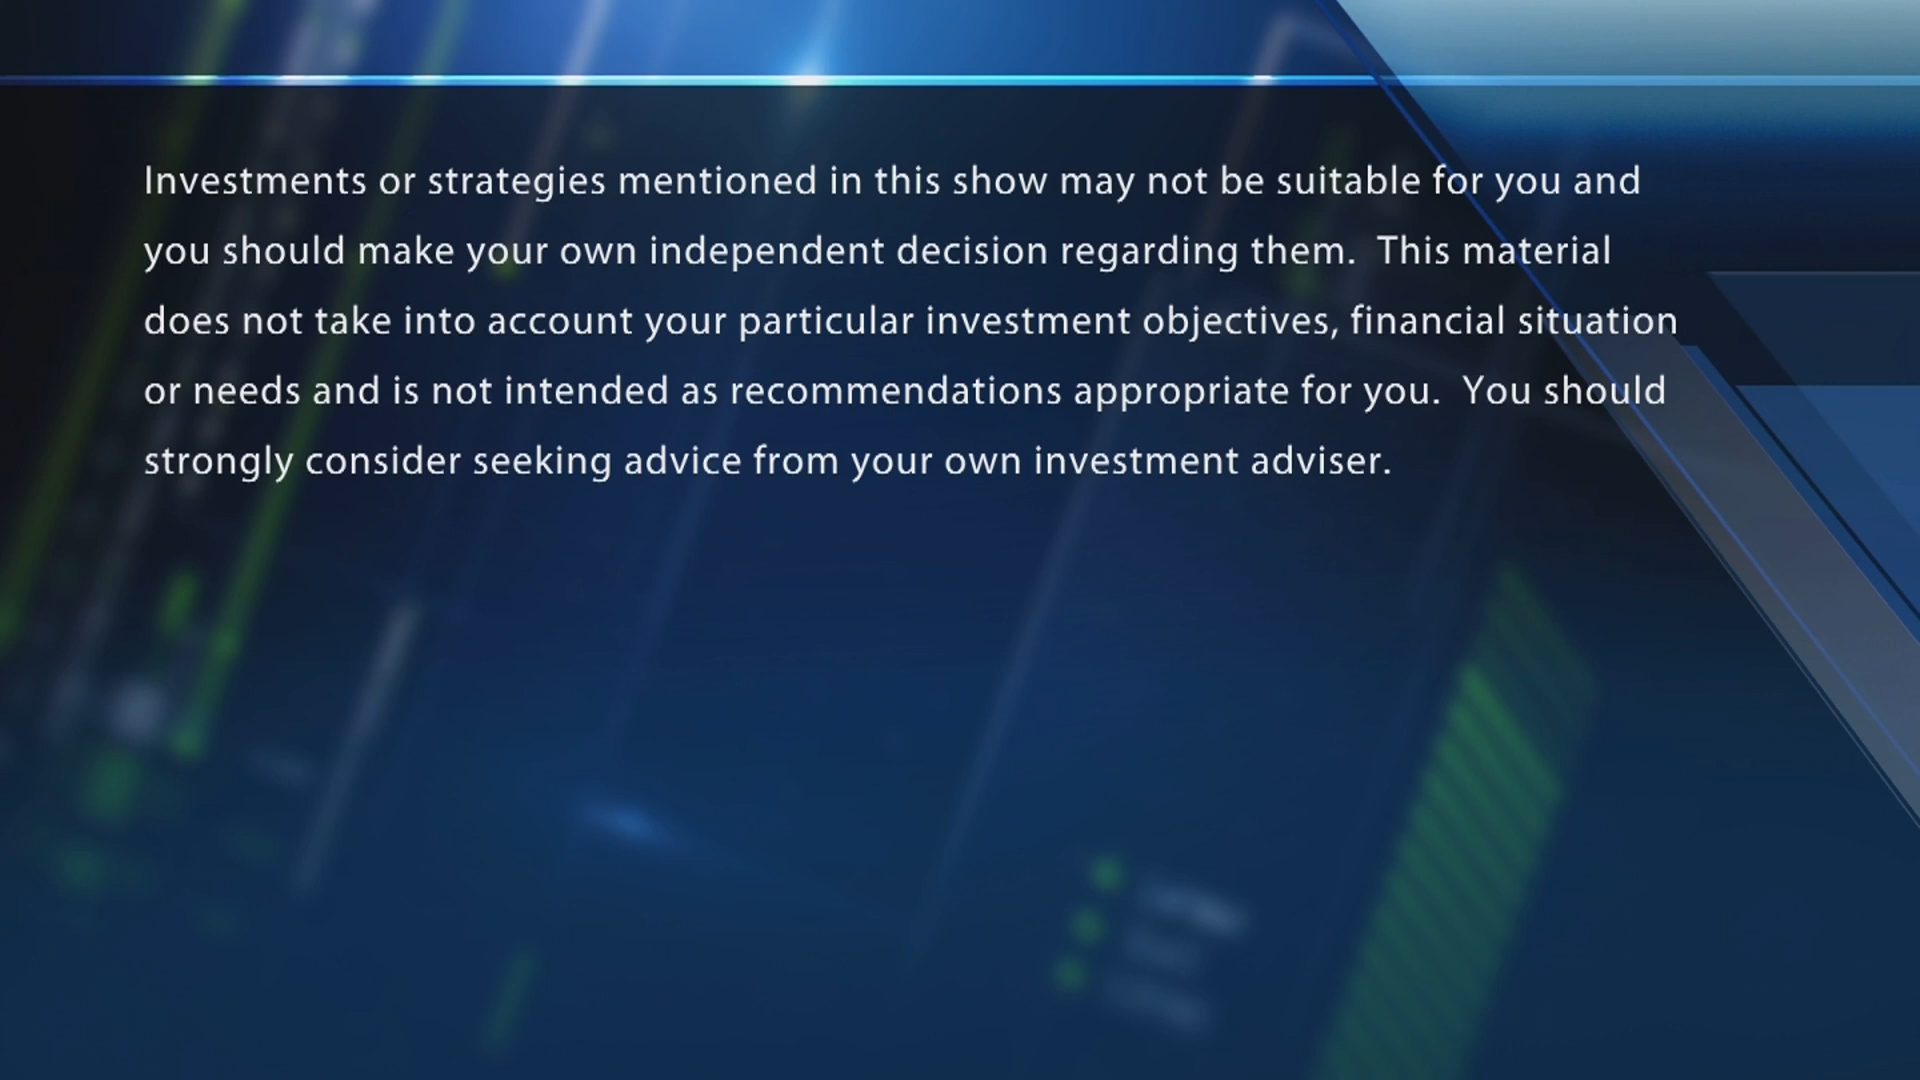 Investments or strategies mentioned in this show may not be suitable for you and
you should make your own independent decision regarding them.  This material
does not take into account your particular investment objectives, financial situation
or needs and is not intended as recommendations appropriate for you.  You should
strongly consider seeking advice from your own investment adviser.